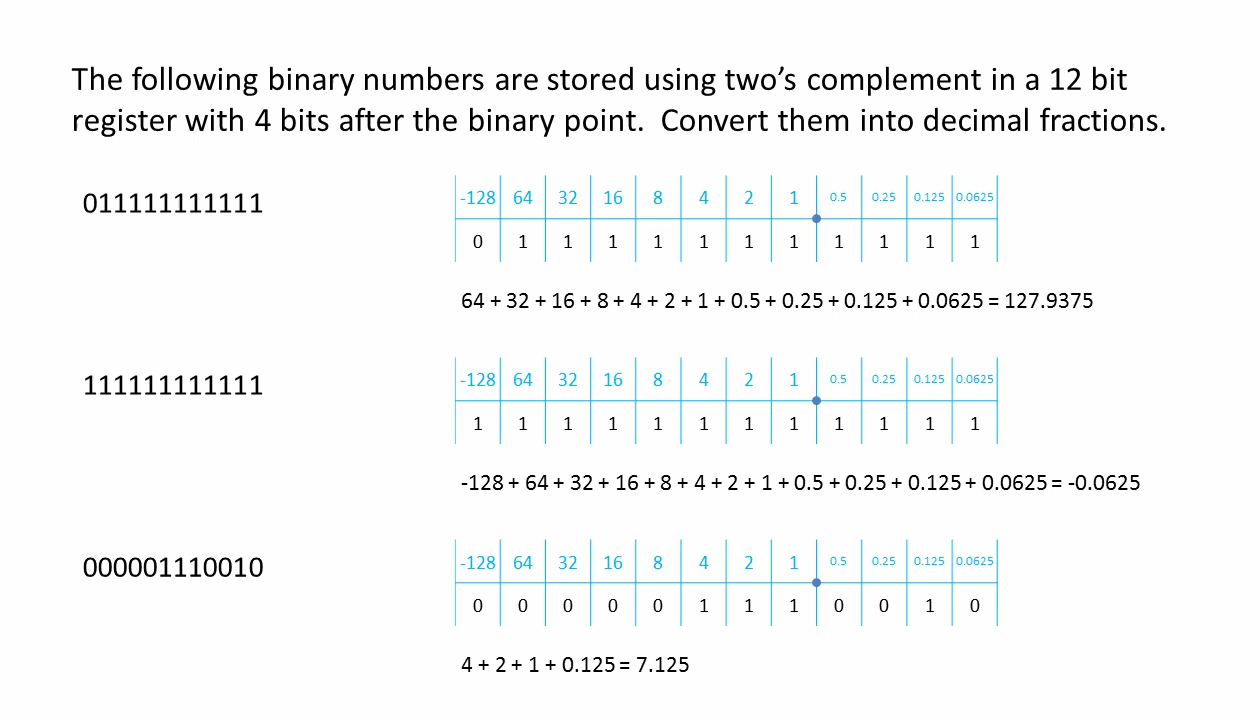 The following binary numbers are stored using two’s complement in a 12 bit
register with 4 bits after the binary point.  Convert them into decimal fractions.
011111111111
-128 64 32 16 8 4 2 1 0.5 0.25 0.125 0.0625
0 1 1 1 1 1 1 1 1 1 1 1
64 + 32 + 16 + 8 + 4 + 2 + 1 + 0.5 + 0.25 + 0.125 + 0.0625 = 127.9375
111111111111
-128 64 32 16 8 4 2 1 0.5 0.25 0.125 0.0625
1 1 1 1 1 1 1 1 1 1 1 1
-128 + 64 + 32 + 16 + 8 + 4 + 2 + 1 + 0.5 + 0.25 + 0.125 + 0.0625 = -0.0625
000001110010
-128 64 32 16 8 4 2 1 0.5 0.25 0.125 0.0625
0 0 0 0 0 1 1 1 0 0 1 0
4 + 2 + 1 + 0.125 = 7.125